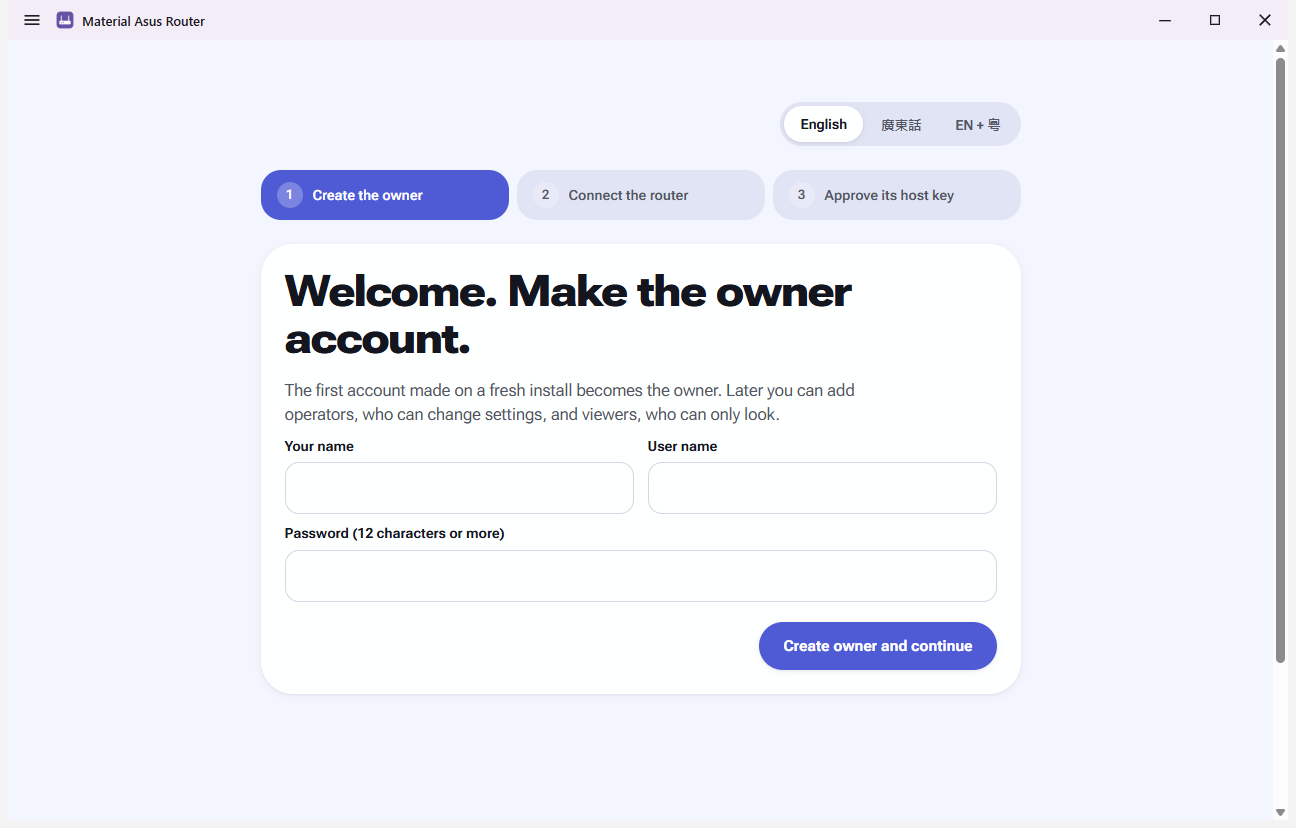 Material Asus Router
English
廣東話
EN + 粵
1 Create the owner
2 Connect the router
3 Approve its host key
Welcome. Make the owner
account.
The first account made on a fresh install becomes the owner. Later you can add
operators, who can change settings, and viewers, who can only look.
Your name
User name
Password (12 characters or more)
Create owner and continue